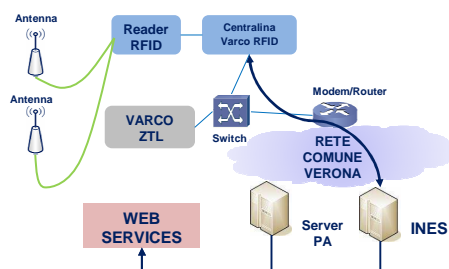 Antenna
Reader
RFID
Centralina
Varco RFID
Antenna
Modem/Router
VARCO
ZTL
Switch
RETE
COMUNE
VERONA
WEB
SERVICES
Server
PA
INES